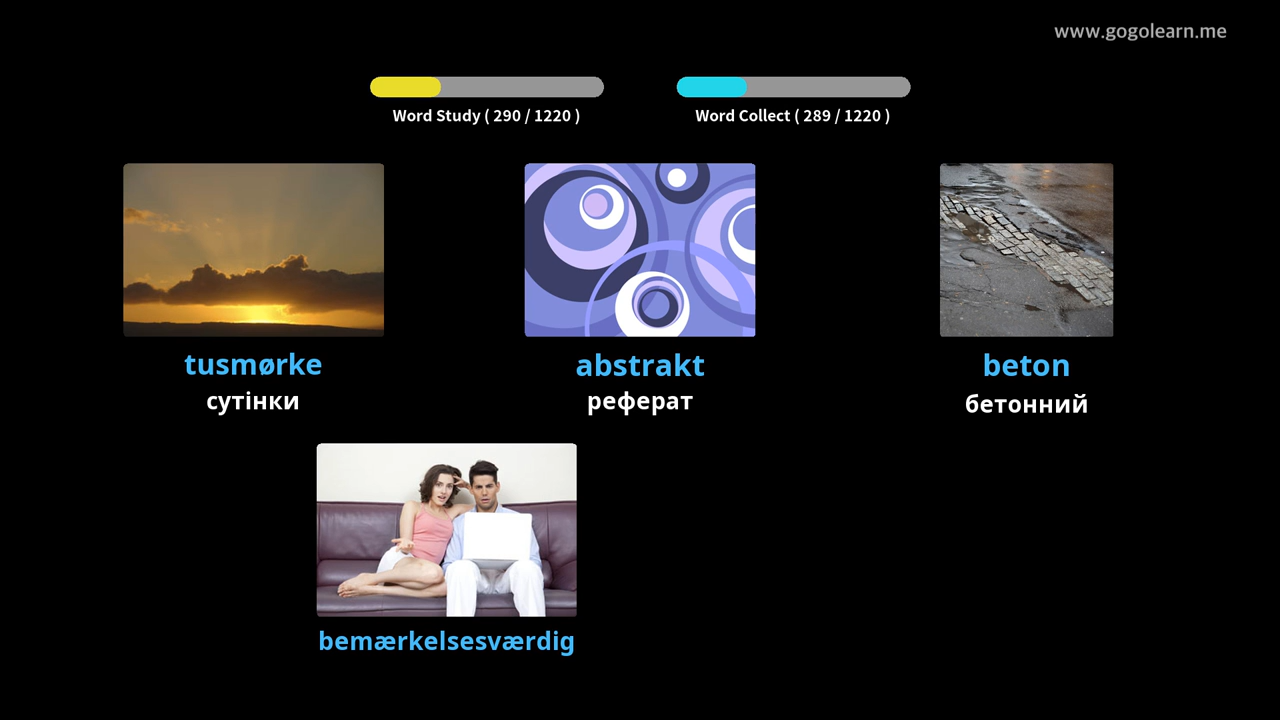 www.gogolearn.me
Word Study ( 290 / 1220 )
Word Collect ( 289 / 1220 )
tusmørke
сутінки
abstrakt
реферат
beton
бетонний
bemærkelsesværdig